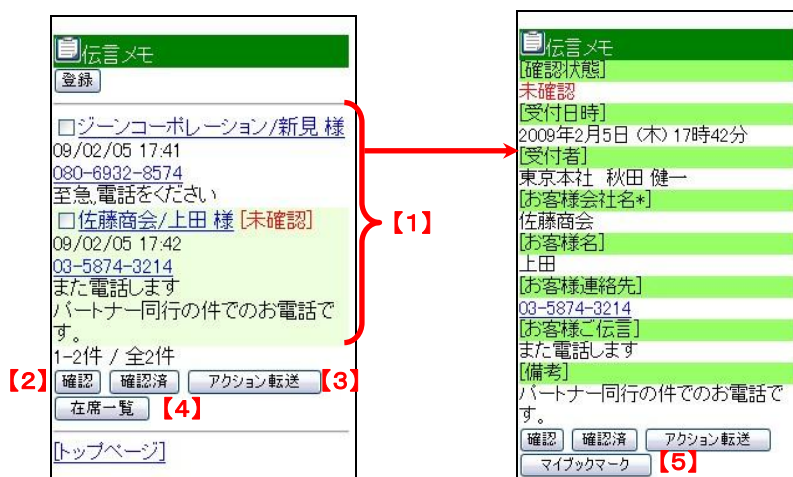 伝言メモ
登録
ジーンコーポレーション/新見 様
09/02/05 17:41
080-6932-8574
至急,電話をください
佐藤商会/上田 様 [未確認]
09/02/05 17:42
03-5874-3214
また電話します
パートナー同行の件でのお電話で
す。
1-2件 / 全2件
【1】
【2】 確認 確認済 アクション転送 【3】
在席一覧 【4】
[トップページ]
伝言メモ
[確認状態]
未確認
[受付日時]
2009年2月5日 (木) 17時42分
[受付者]
東京本社 秋田 健一
[お客様会社名*]
佐藤商会
[お客様名]
上田
[お客様連絡先]
03-5874-3214
[お客様ご伝言]
また電話します
[備考]
パートナー同行の件でのお電話で
す。
確認 確認済 アクション転送
マイブックマーク 【5】